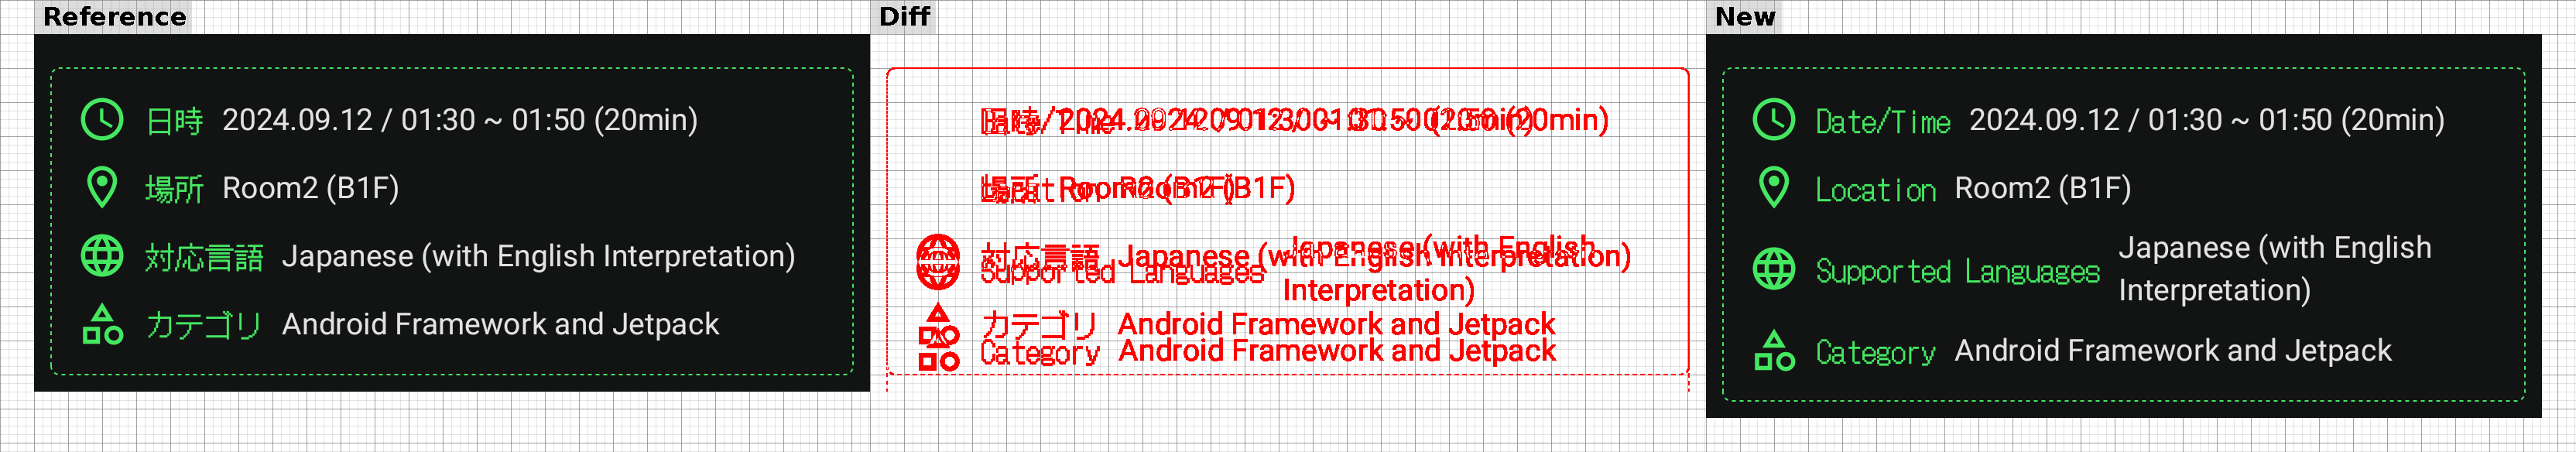 Reference
日時 2024.09.12 / 01:30 ~ 01:50 (20min)
場所 Room2 (B1F)
対応言語 Japanese (with English Interpretation)
カテゴリ Android Framework and Jetpack
Diff
対応言語 Japanese (with English Interpretation)
Supported Languages Japanese (with English
Interpretation)
カテゴリ Android Framework and Jetpack
Category Android Framework and Jetpack
New
Date/Time 2024.09.12 / 01:30 ~ 01:50 (20min)
Location Room2 (B1F)
Supported Languages Japanese (with English
Interpretation)
Category Android Framework and Jetpack